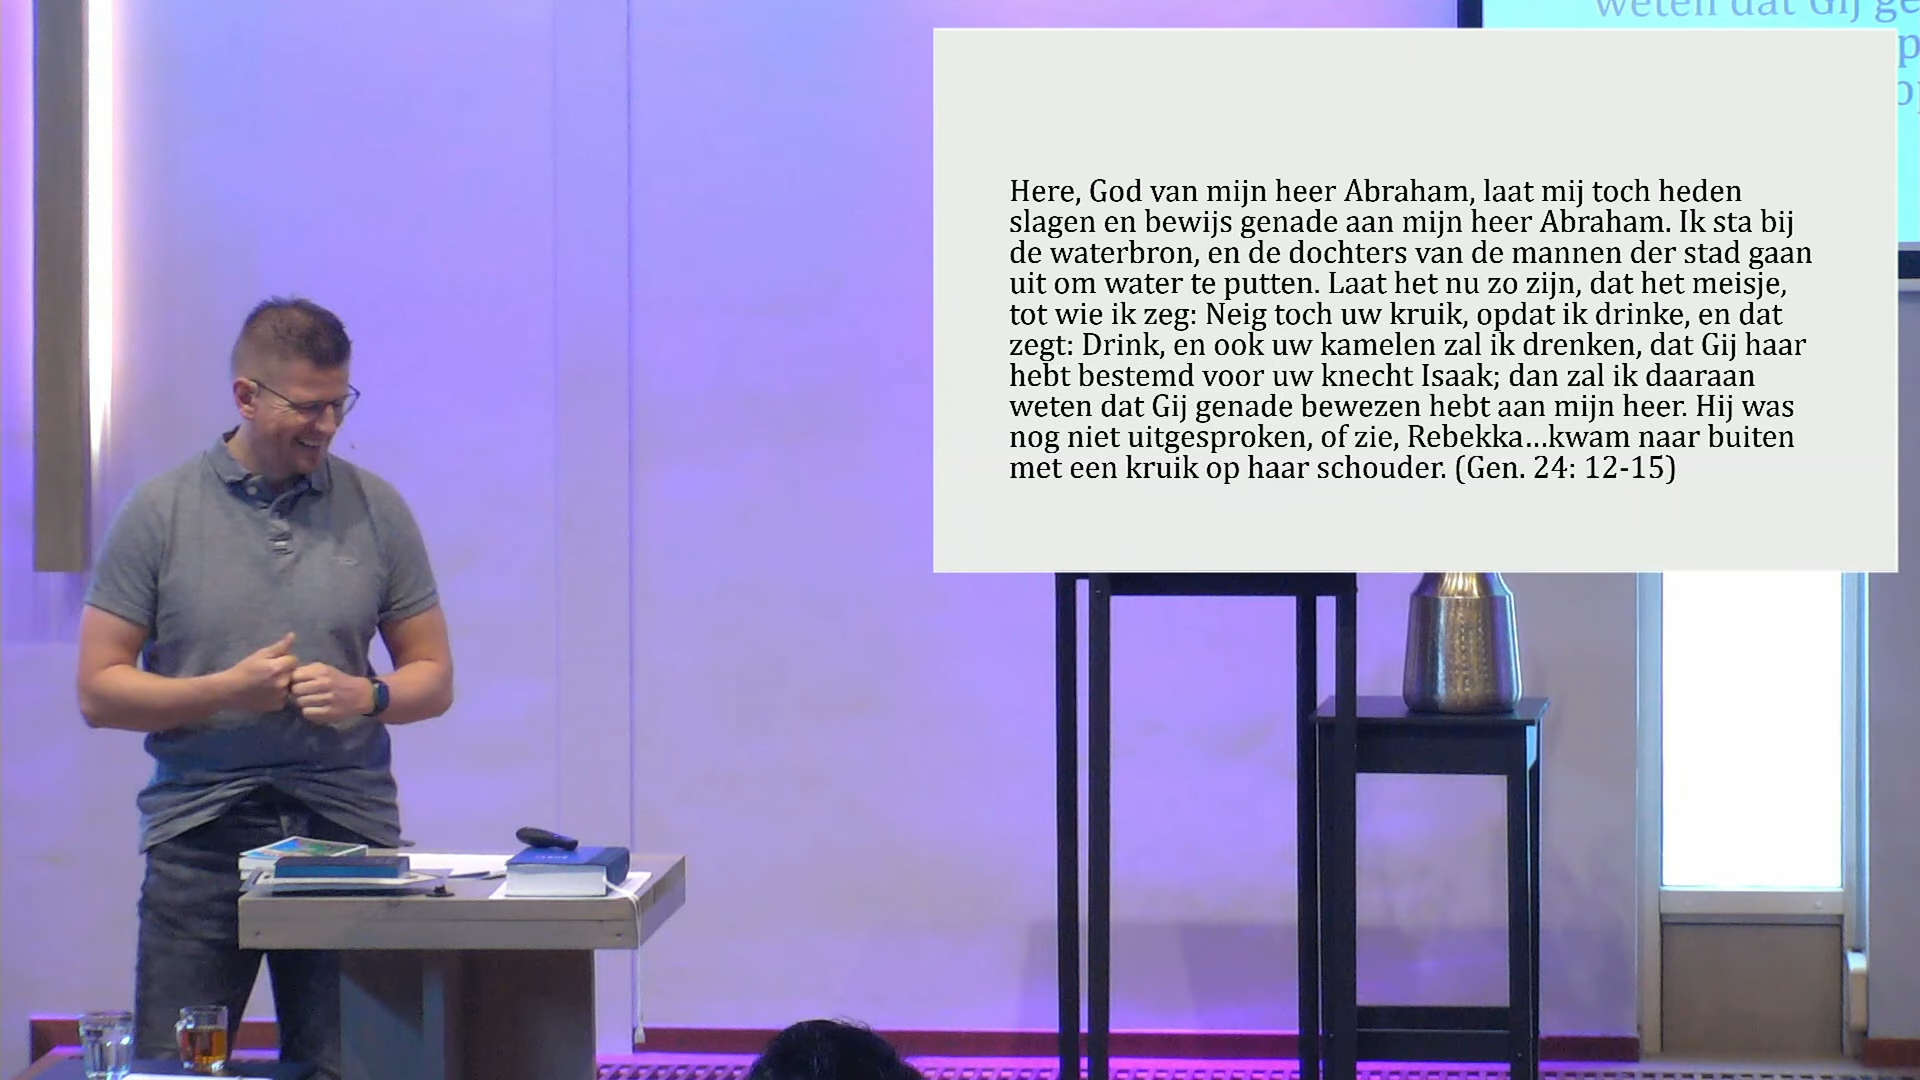 weten dat Gij
Here, God van mijn heer Abraham, laat mij toch heden
slagen en bewijs genade aan mijn heer Abraham. Ik sta bij
de waterbron, en de dochters van de mannen der stad gaan
uit om water te putten. Laat het nu zo zijn, dat het meisje,
tot wie ik zeg: Neig toch uw kruik, opdat ik drinke, en dat
zegt: Drink, en ook uw kamelen zal ik drenken, dat Gij haar
hebt bestemd voor uw knecht Isaak; dan zal ik daaraan
weten dat Gij genade bewezen hebt aan mijn heer. Hij was
nog niet uitgesproken, of zie, Rebekka...kwam naar buiten
met een kruik op haar schouder. (Gen. 24: 12-15)